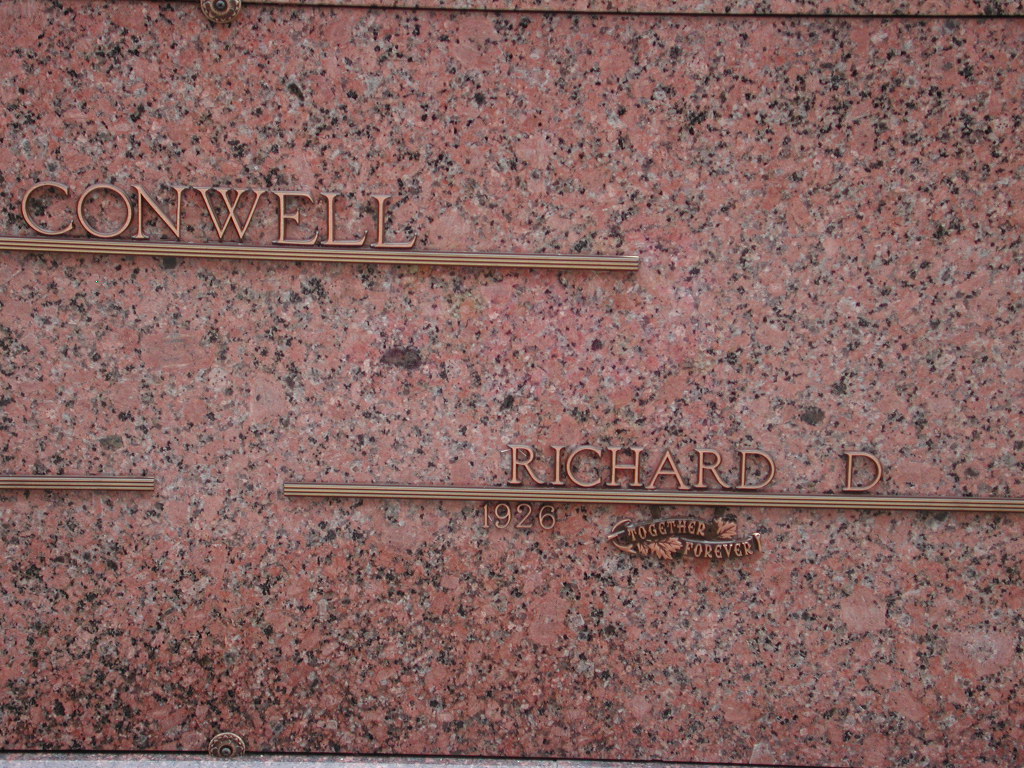 CONWELL
RICHARD D
1926
TOGETHER
FOREVER